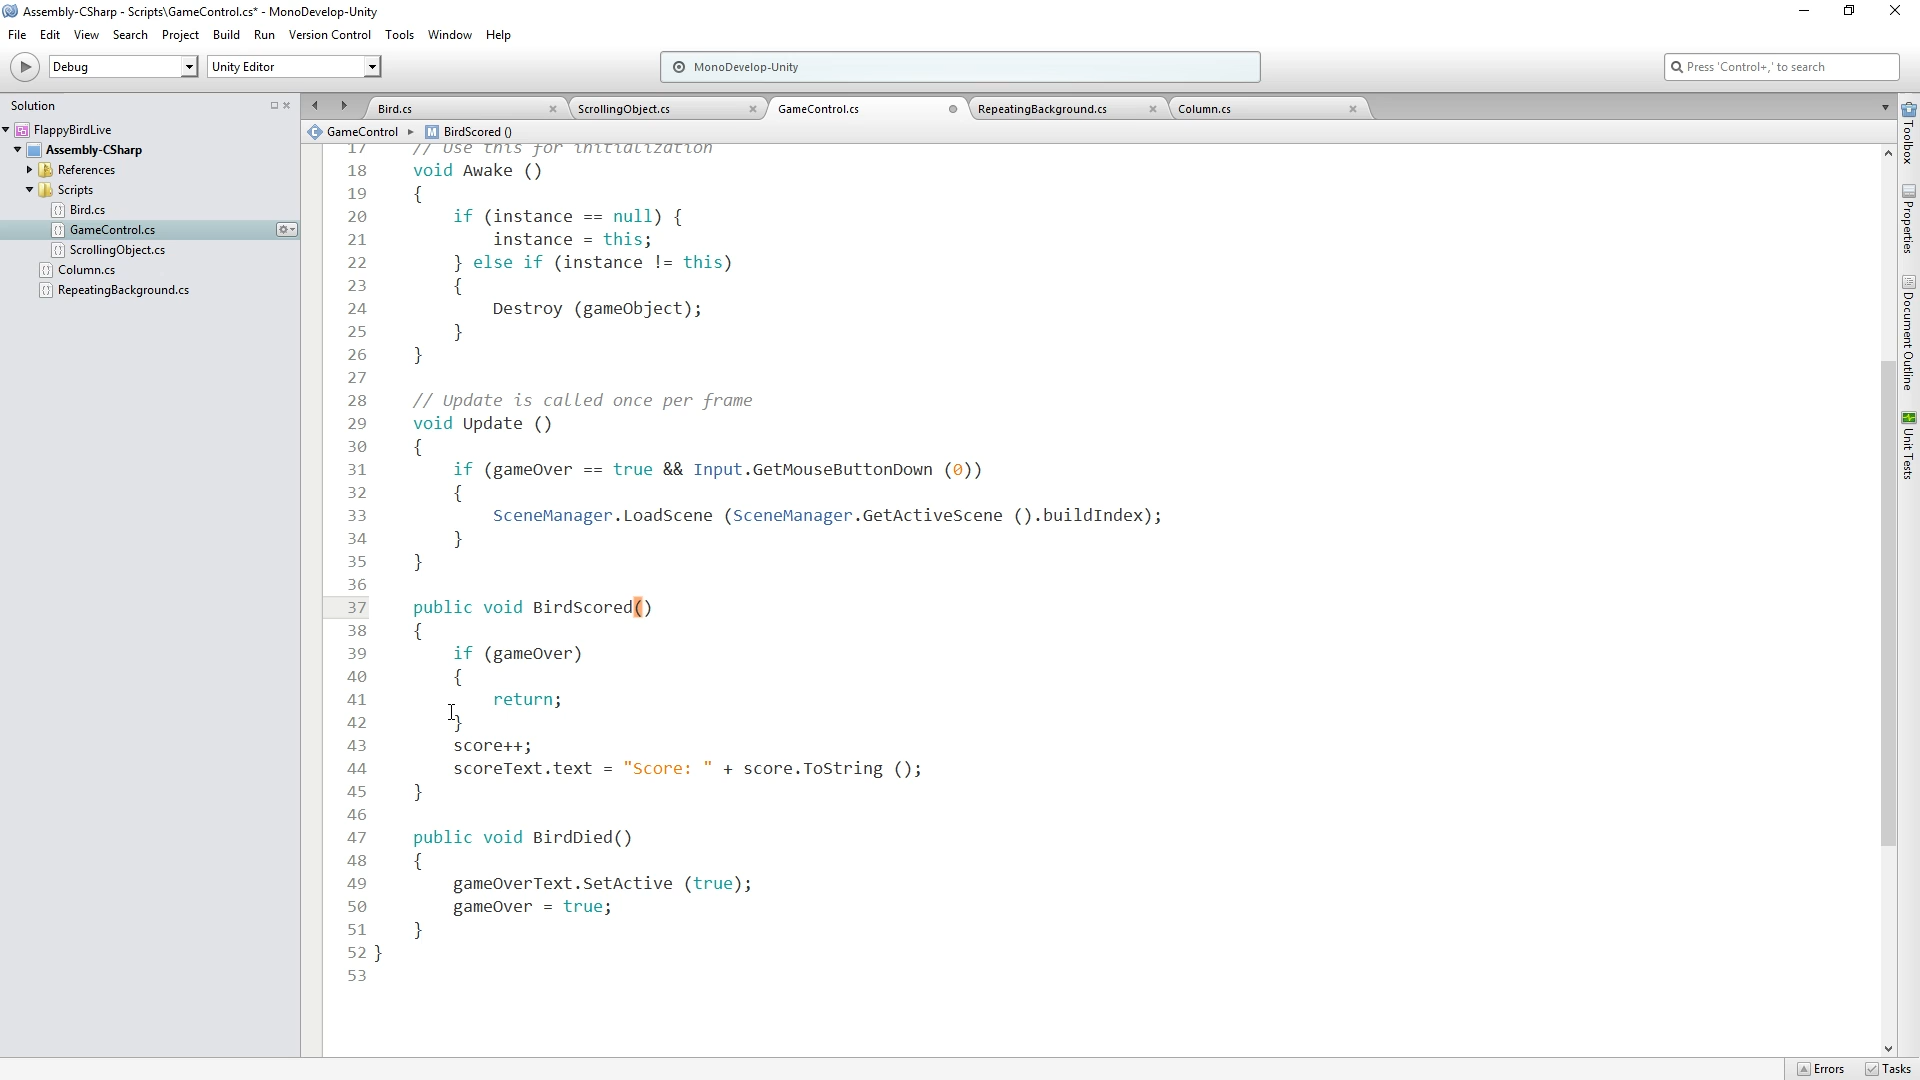 Assembly-CSharp - Scripts\GameControl.cs* - MonoDevelop-Unity
File Edit View Search Project Build Run Version Control Tools Window Help
Debug Unity Editor MonoDevelop-Unity Press 'Control+,' to search
Solution
FlappyBirdLive
Assembly-CSharp
References
Scripts
Bird.cs
GameControl.cs
ScrollingObject.cs
Column.cs
RepeatingBackground.cs
Bird.cs ScrollingObject.cs GameControl.cs RepeatingBackground.cs Column.cs
GameControl BirdScored ()
17 // Use this for initialization
18 void Awake ()
19 {
20 if (instance == null) {
21 instance = this;
22 } else if (instance != this)
23 {
24 Destroy (gameObject);
25 }
26 }
27
28 // Update is called once per frame
29 void Update ()
30 {
31 if (gameOver == true && Input.GetMouseButtonDown (0))
32 {
33 SceneManager.LoadScene (SceneManager.GetActiveScene ().buildIndex);
34 }
35 }
36
37 public void BirdScored()
38 {
39 if (gameOver)
40 {
41 return;
42 }
43 score++;
44 scoreText.text = "Score: " + score.ToString ();
45 }
46
47 public void BirdDied()
48 {
49 gameOverText.SetActive (true);
50 gameOver = true;
51 }
52 }
53
Toolbox
Properties
Document Outline
Unit Tests
Errors Tasks